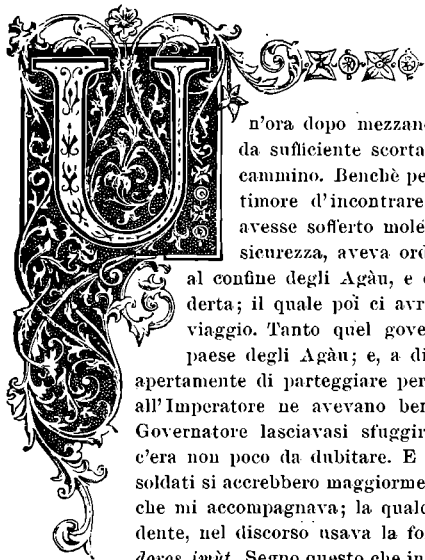 Un'ora dopo mezzan
da sufficiente scorta
cammino. Benchè pe
timore d'incontrare
avesse sofferto mole
sicurezza, aveva ord
al confine degli Agàu, e
derta; il quale poi ci avr
viaggio. Tanto quel gove
paese degli Agàu; e, a di
apertamente di parteggiare per
all'Imperatore ne avevano ben
Governatore lasciavasi sfuggir
c'era non poco da dubitare. E
soldati si accrebbero maggiorme
che mi accompagnava; la qual
dente, nel discorso usava la fo
doros imùt. Segno questo che in